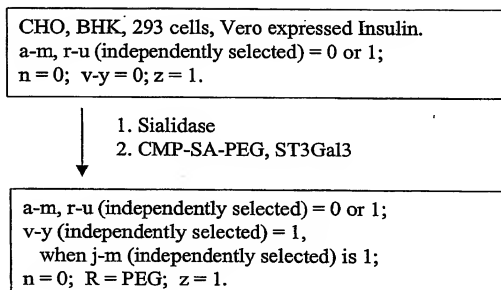 CHO, BHK, 293 cells, Vero expressed Insulin.
a-m, r-u (independently selected) = 0 or 1;
n = 0; v-y = 0; z = 1.
1. Sialidase
2. CMP-SA-PEG, ST3Gal3
a-m, r-u (independently selected) = 0 or 1;
v-y (independently selected) = 1,
when j-m (independently selected) is 1;
n = 0; R = PEG; z = 1.